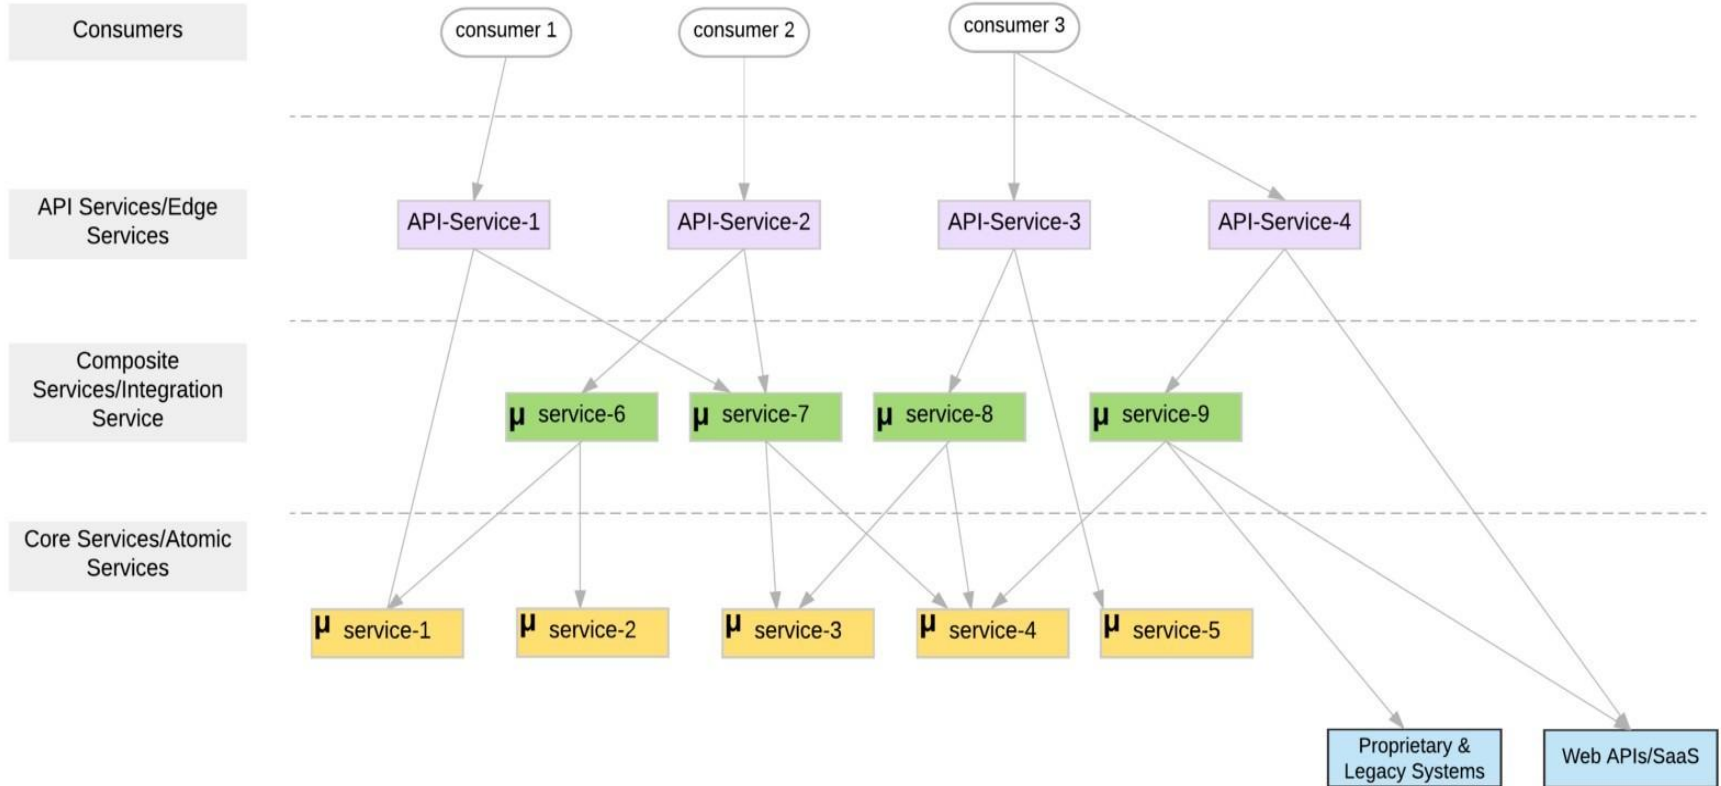 Consumers
consumer 1
consumer 2
consumer 3
API Services/Edge
Services
API-Service-1
API-Service-2
API-Service-3
API-Service-4
Composite
Services/Integration
Service
μ service-6
μ service-7
μ service-8
μ service-9
Core Services/Atomic
Services
μ service-1
μ service-2
μ service-3
μ service-4
μ service-5
Proprietary &
Legacy Systems
Web APIs/SaaS